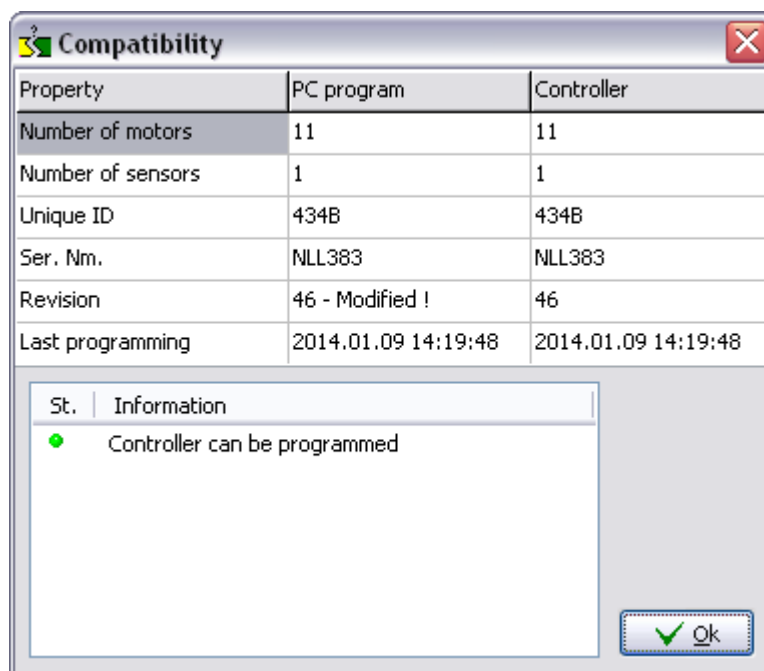 Compatibility
Property PC program Controller
Number of motors 11 11
Number of sensors 1 1
Unique ID 434B 434B
Ser. Nm. NLL383 NLL383
Revision 46 - Modified ! 46
Last programming 2014.01.09 14:19:48 2014.01.09 14:19:48
St. Information
Controller can be programmed
Ok